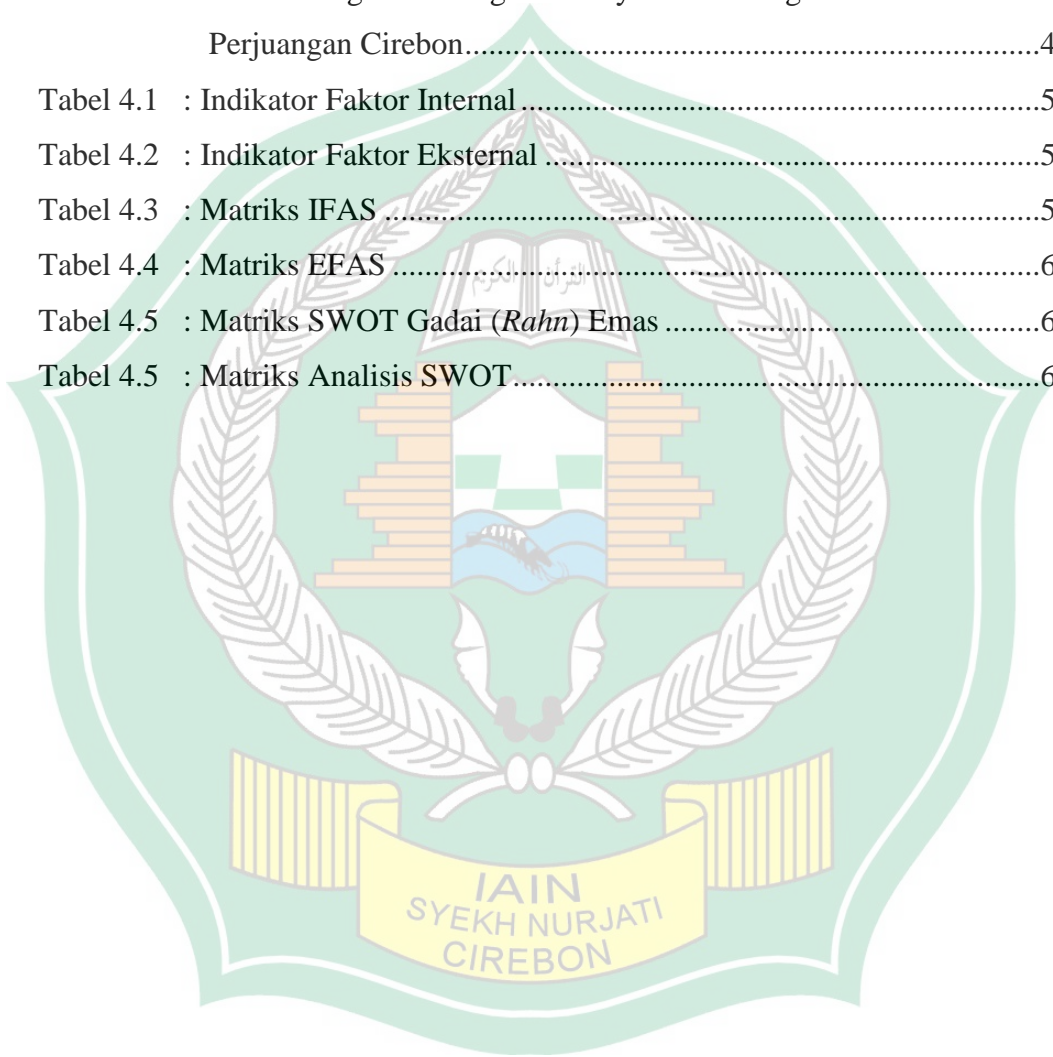 Perjuangan Cirebon....................................................................................4
Tabel 4.1 : Indikator Faktor Internal............................................................................5
Tabel 4.2 : Indikator Faktor Eksternal.........................................................................5
Tabel 4.3 : Matriks IFAS................................................................................................5
Tabel 4.4 : Matriks EFAS..............................................................................................6
Tabel 4.5 : Matriks SWOT Gadai (Rahn) Emas.......................................................6
Tabel 4.5 : Matriks Analisis SWOT.............................................................................6
القرأن الكريم
IAIN
SYEKH NURJATI
CIREBON